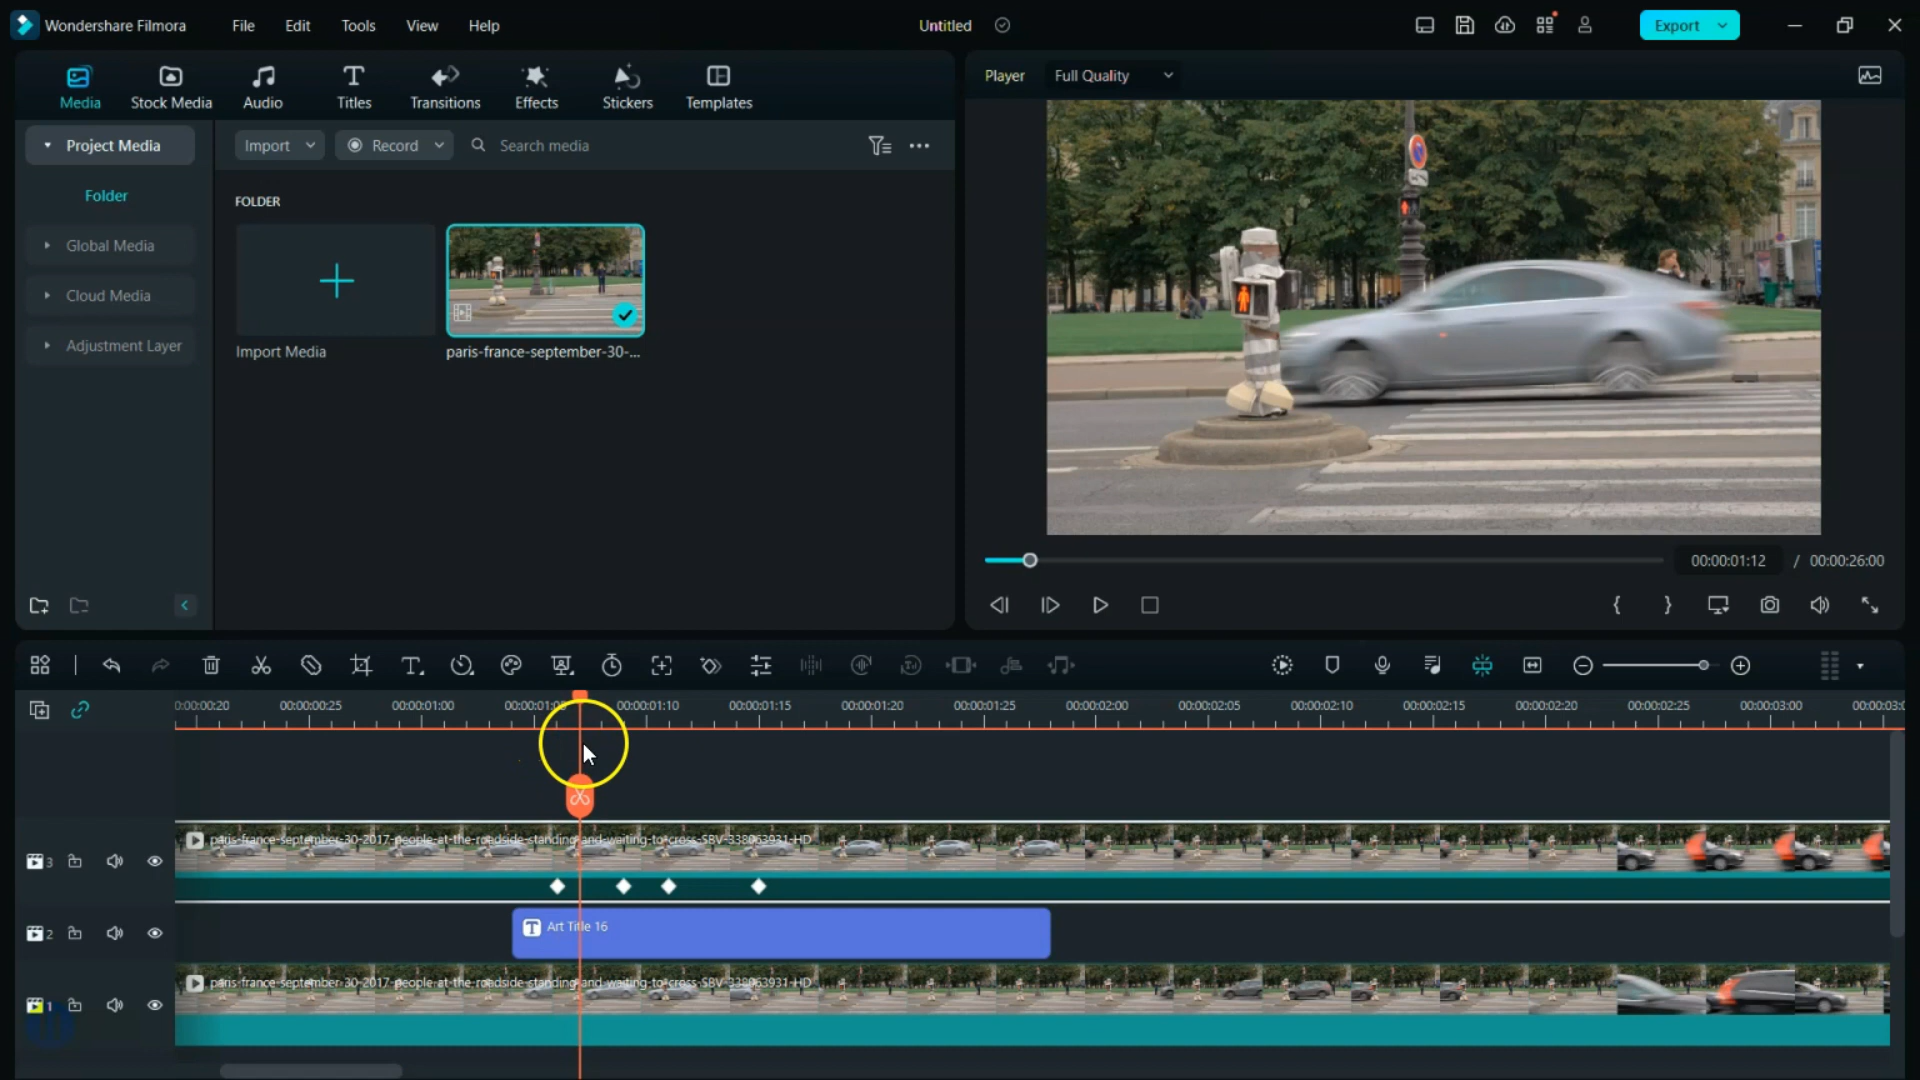 Wondershare Filmora File Edit Tools View Help Untitled Export
Media Stock Media Audio Titles Transitions Effects Stickers Templates
Player Full Quality
Project Media
Import Record Search media
Folder
FOLDER
Global Media
Cloud Media
Adjustment Layer
Import Media paris-france-september-30-...
00:00:01:12 / 00:00:26:00
00:00:00:25 00:00:01:00 00:00:01:10 00:00:01:15 00:00:01:20 00:00:01:25 00:00:02:00 00:00:02:05 00:00:02:10 00:00:02:15 00:00:02:20 00:00:02:25 00:00:03:00
paris-france-september-30-2017-people-at-the-roadside-standing-and-waiting-to-cross-SBV-338063931-HD
3
Art Title 16
2
paris-france-september-30-2017-people-at-the-roadside-standing-and-waiting-to-cross-SBV-338063931-HD
1